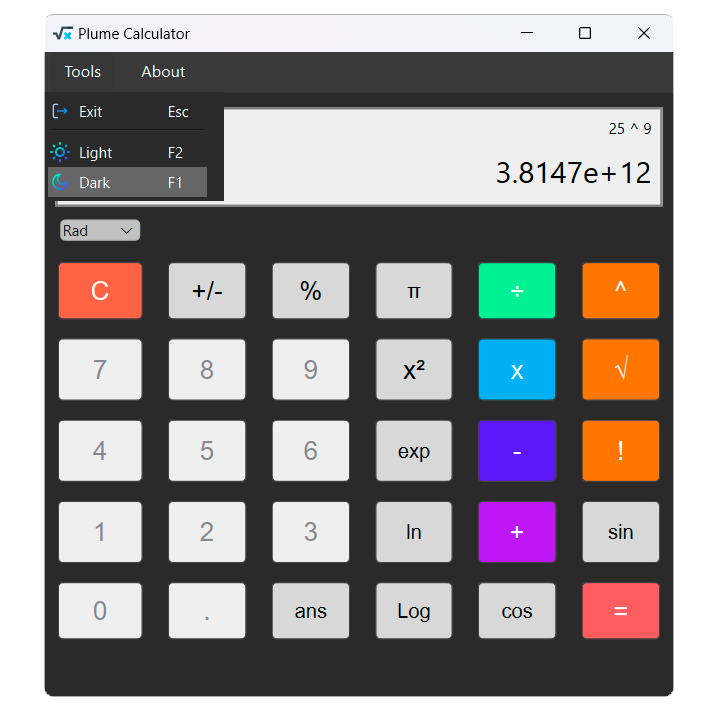 Plume Calculator
Tools About
Exit Esc
Light F2
Dark F1
25 ^ 9
3.8147e+12
Rad
C +/- % π ÷ ^
7 8 9 x² x √
4 5 6 exp - !
1 2 3 ln + sin
0 . ans Log cos =